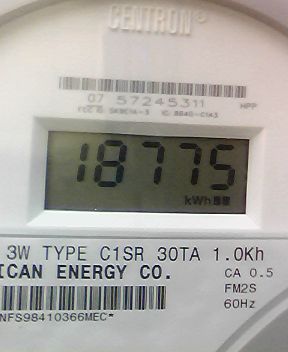 CENTRON®
07 57245311 HPP
18775
kWh
3W TYPE C1SR 30TA 1.0Kh
ICAN ENERGY CO. CA 0.5
FM2S
60Hz
NFS98410366MEC*